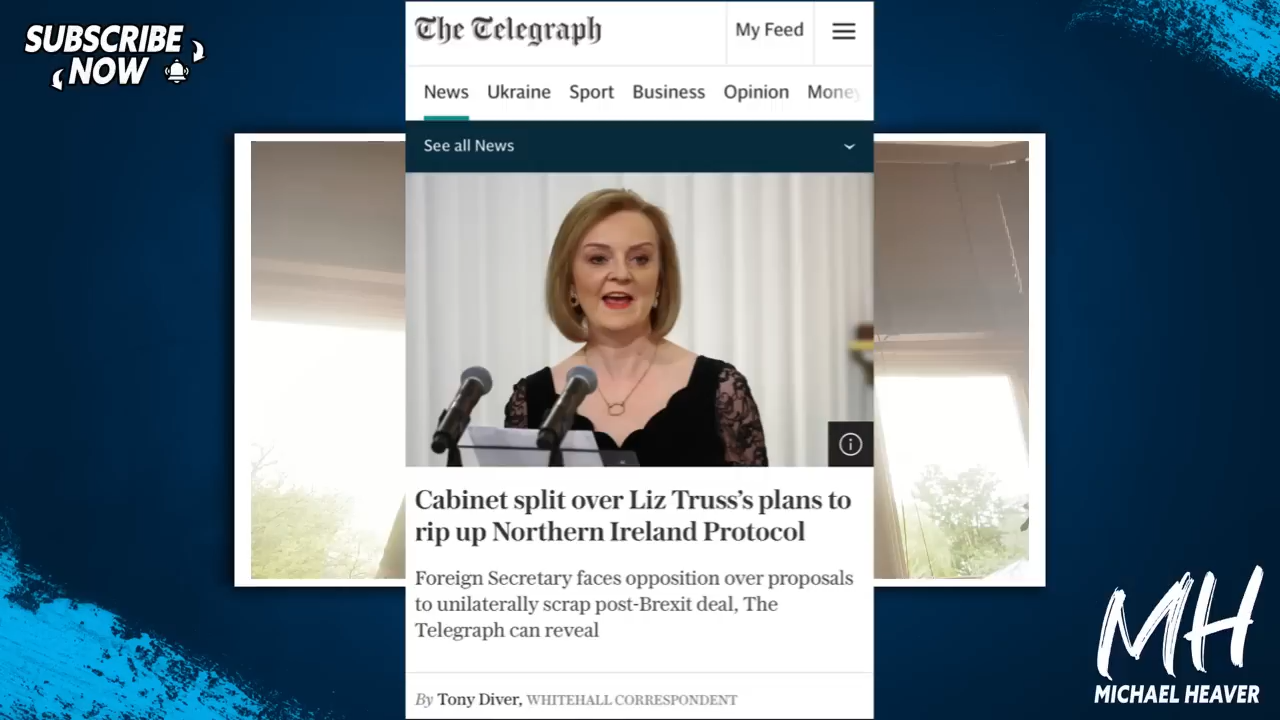 SUBSCRIBE
NOW
The Telegraph
My Feed
News Ukraine Sport Business Opinion Money
See all News
Cabinet split over Liz Truss's plans to
rip up Northern Ireland Protocol
Foreign Secretary faces opposition over proposals
to unilaterally scrap post-Brexit deal, The
Telegraph can reveal
By Tony Diver, WHITEHALL CORRESPONDENT
MH
MICHAEL HEAVER